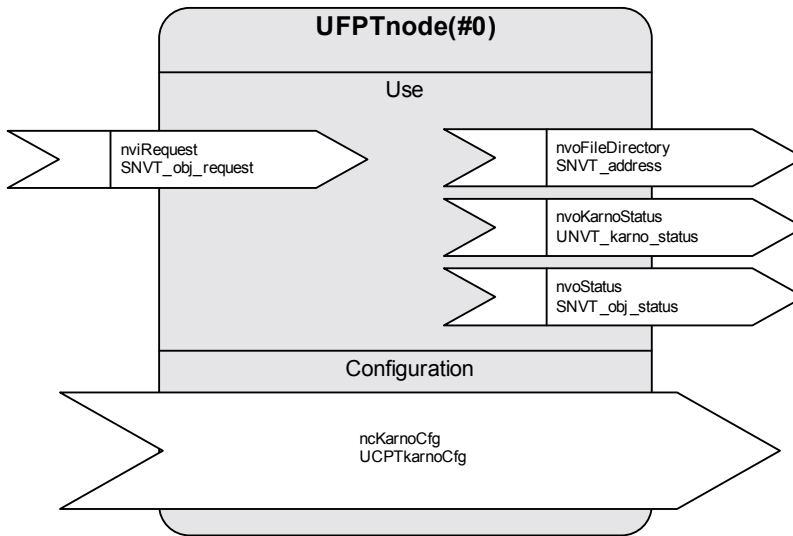 UFPTnode(#0)
Use
nviRequest
SNVT_obj_request
nvoFileDirectory
SNVT_address
nvoKarnoStatus
UNVT_karno_status
nvoStatus
SNVT_obj_status
Configuration
ncKarnoCfg
UCPTkarnoCfg